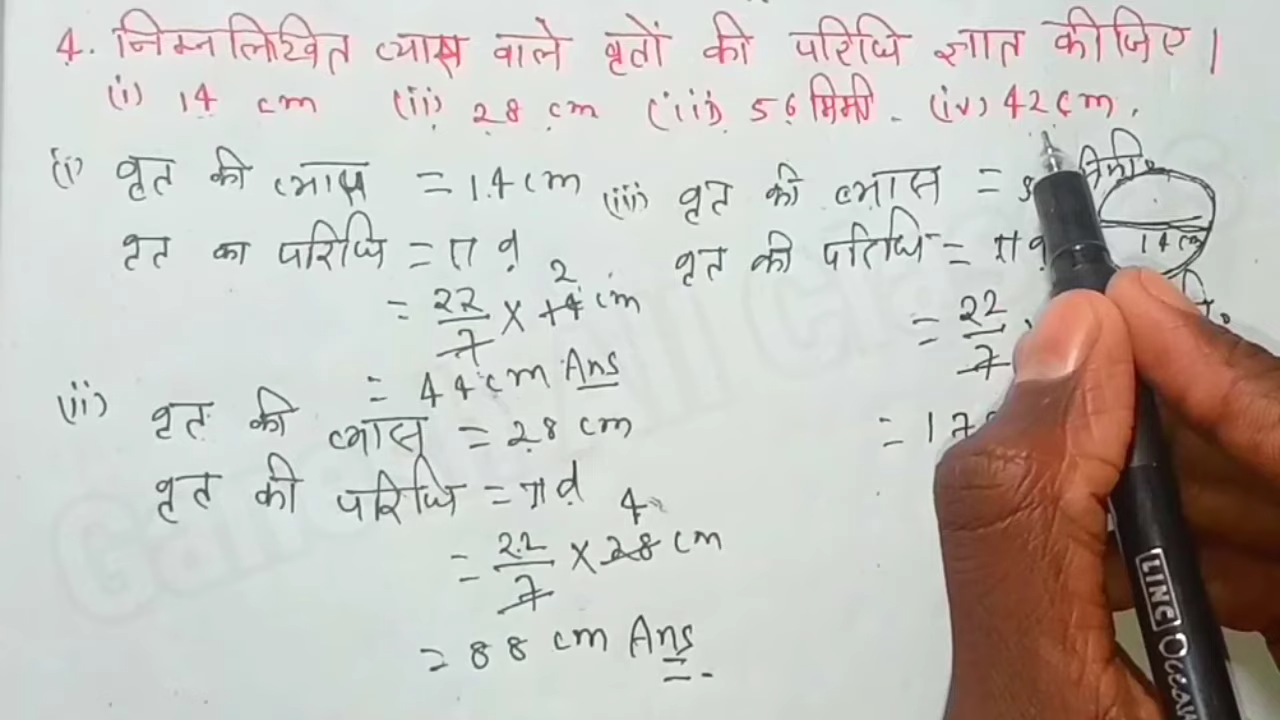 4. निम्नलिखित व्यास वाले वृतों की परिधि ज्ञात कीजिए।
(i) 14 cm (ii) 28 cm (iii) 56 मिमी. (iv) 42 cm.
(i) वृत की व्यास = 14 cm
वृत का परिधि = πd
= 22/7 × 14 cm 2
= 44 cm Ans
(ii) वृत की व्यास = 28 cm
वृत की परिधि = πd
= 22/7 × 28 cm 4
= 88 cm Ans
(iii) वृत की व्यास = मिमी
वृत की परिधि = π
= 22/7
= 17
14 cm
LINC Ocean